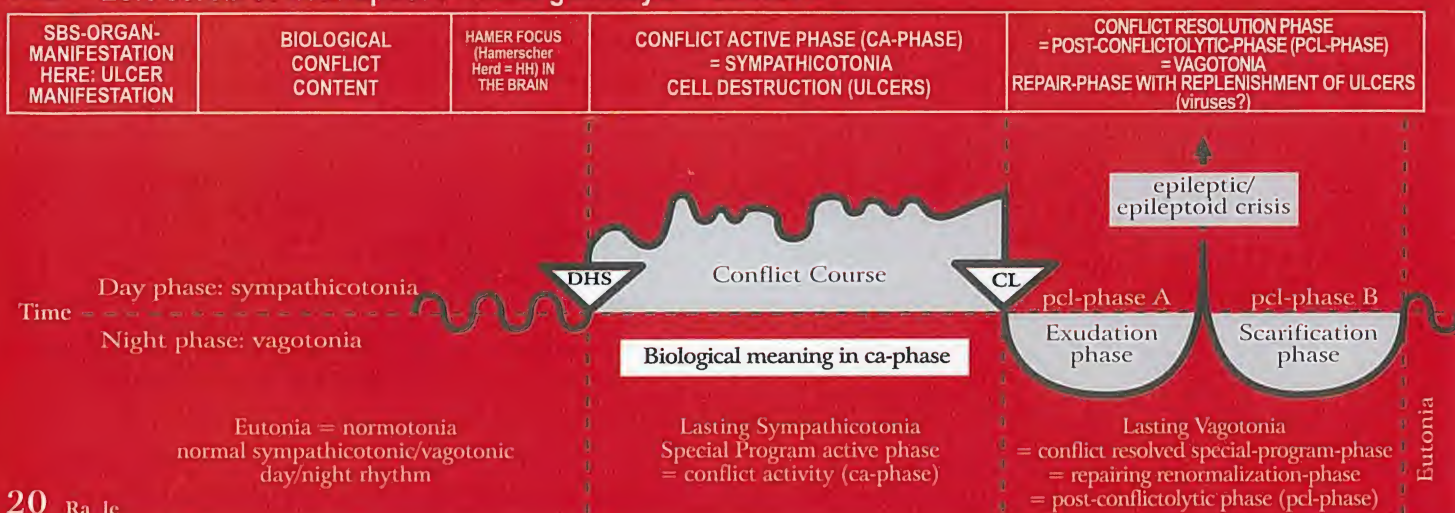 SBS-ORGAN-
MANIFESTATION
HERE: ULCER
MANIFESTATION
BIOLOGICAL
CONFLICT
CONTENT
HAMER FOCUS
(Hamerscher
Herd = HH) IN
THE BRAIN
CONFLICT ACTIVE PHASE (CA-PHASE)
= SYMPATHICOTONIA
CELL DESTRUCTION (ULCERS)
CONFLICT RESOLUTION PHASE
= POST-CONFLICTOLYTIC-PHASE (PCL-PHASE)
=VAGOTONIA
REPAIR-PHASE WITH REPLENISHMENT OF ULCERS
(viruses?)
epileptic/
epileptoid crisis
DHS
Conflict Course
CL
Day phase: sympathicotonia
Time
Night phase: vagotonia
pcl-phase A
pcl-phase B
Exudation
phase
Scarification
phase
Biological meaning in ca-phase
Eutonia = normotonia
normal sympathicotonic/vagotonic
day/night rhythm
Lasting Sympathicotonia
Special Program active phase
= conflict activity (ca-phase)
Lasting Vagotonia
= conflict resolved special-program-phase
= repairing renormalization-phase
= post-conflictolytic phase (pcl-phase)
Eutonia
20 Ra Je